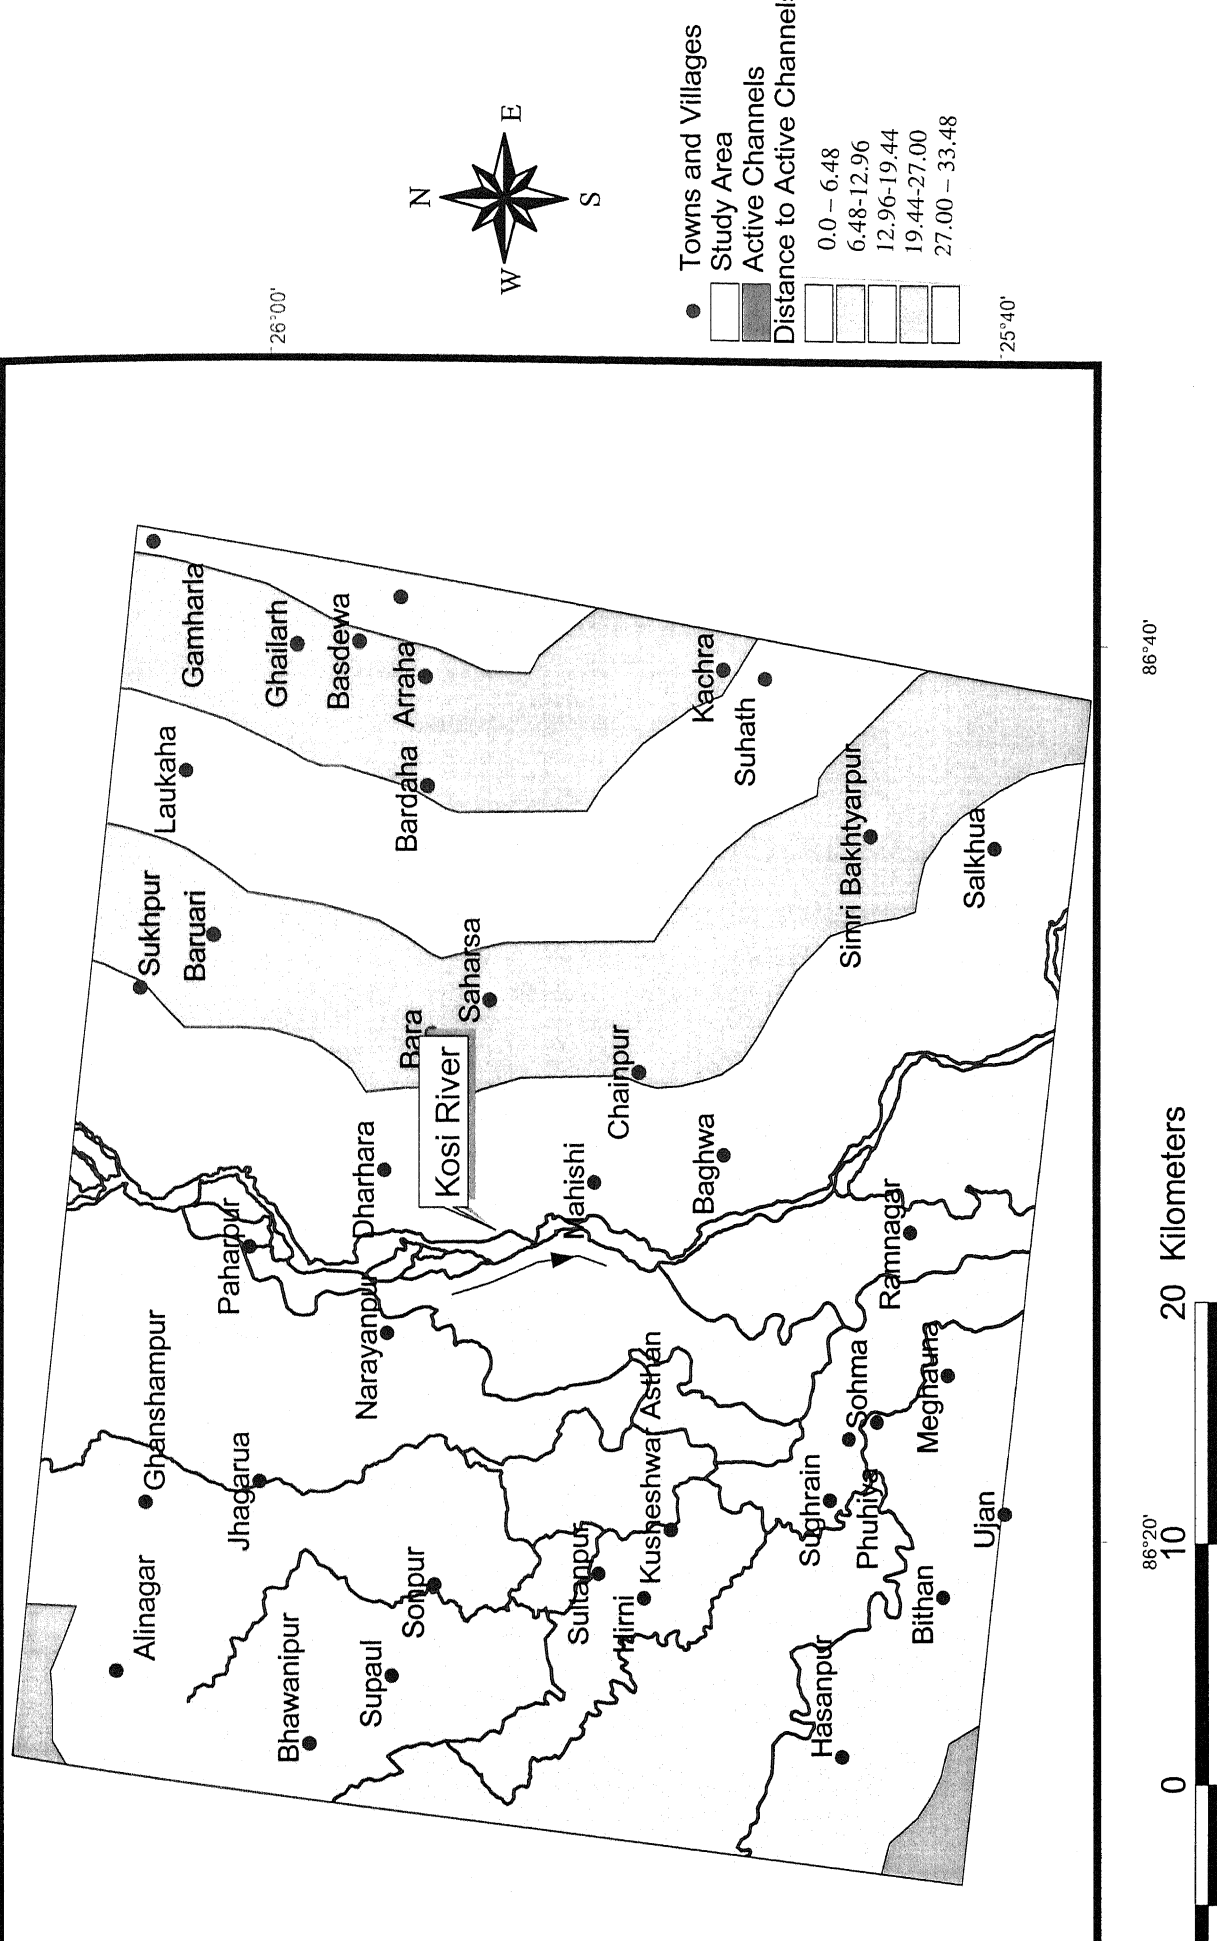 N
W
E
S
Towns and Villages
Study Area
Active Channels
Distance to Active Channels
0.0 – 6.48
6.48-12.96
12.96-19.44
19.44-27.00
27.00 – 33.48
26°00'
25°40'
86°40'
86°20'
Gamharla
Ghailarh
Basdewa
Arraha
Laukaha
Bardaha
Kachra
Suhath
Sukhpur
Baruari
Saharsa
Bara
Simri Bakhtyarpur
Salkhua
Kosi River
Chainpur
Dharhara
Mahishi
Baghwa
Paharpur
Narayanpur
Ramnagar
Ghanshampur
Jhagarua
Kusheshwar Asthan
Sohma
Meghauna
Alinagar
Sonpur
Sultanpur
Hirni
Sughrain
Phuhiya
Ujan
Bhawanipur
Supaul
Hasanpur
Bithan
0
10
20 Kilometers